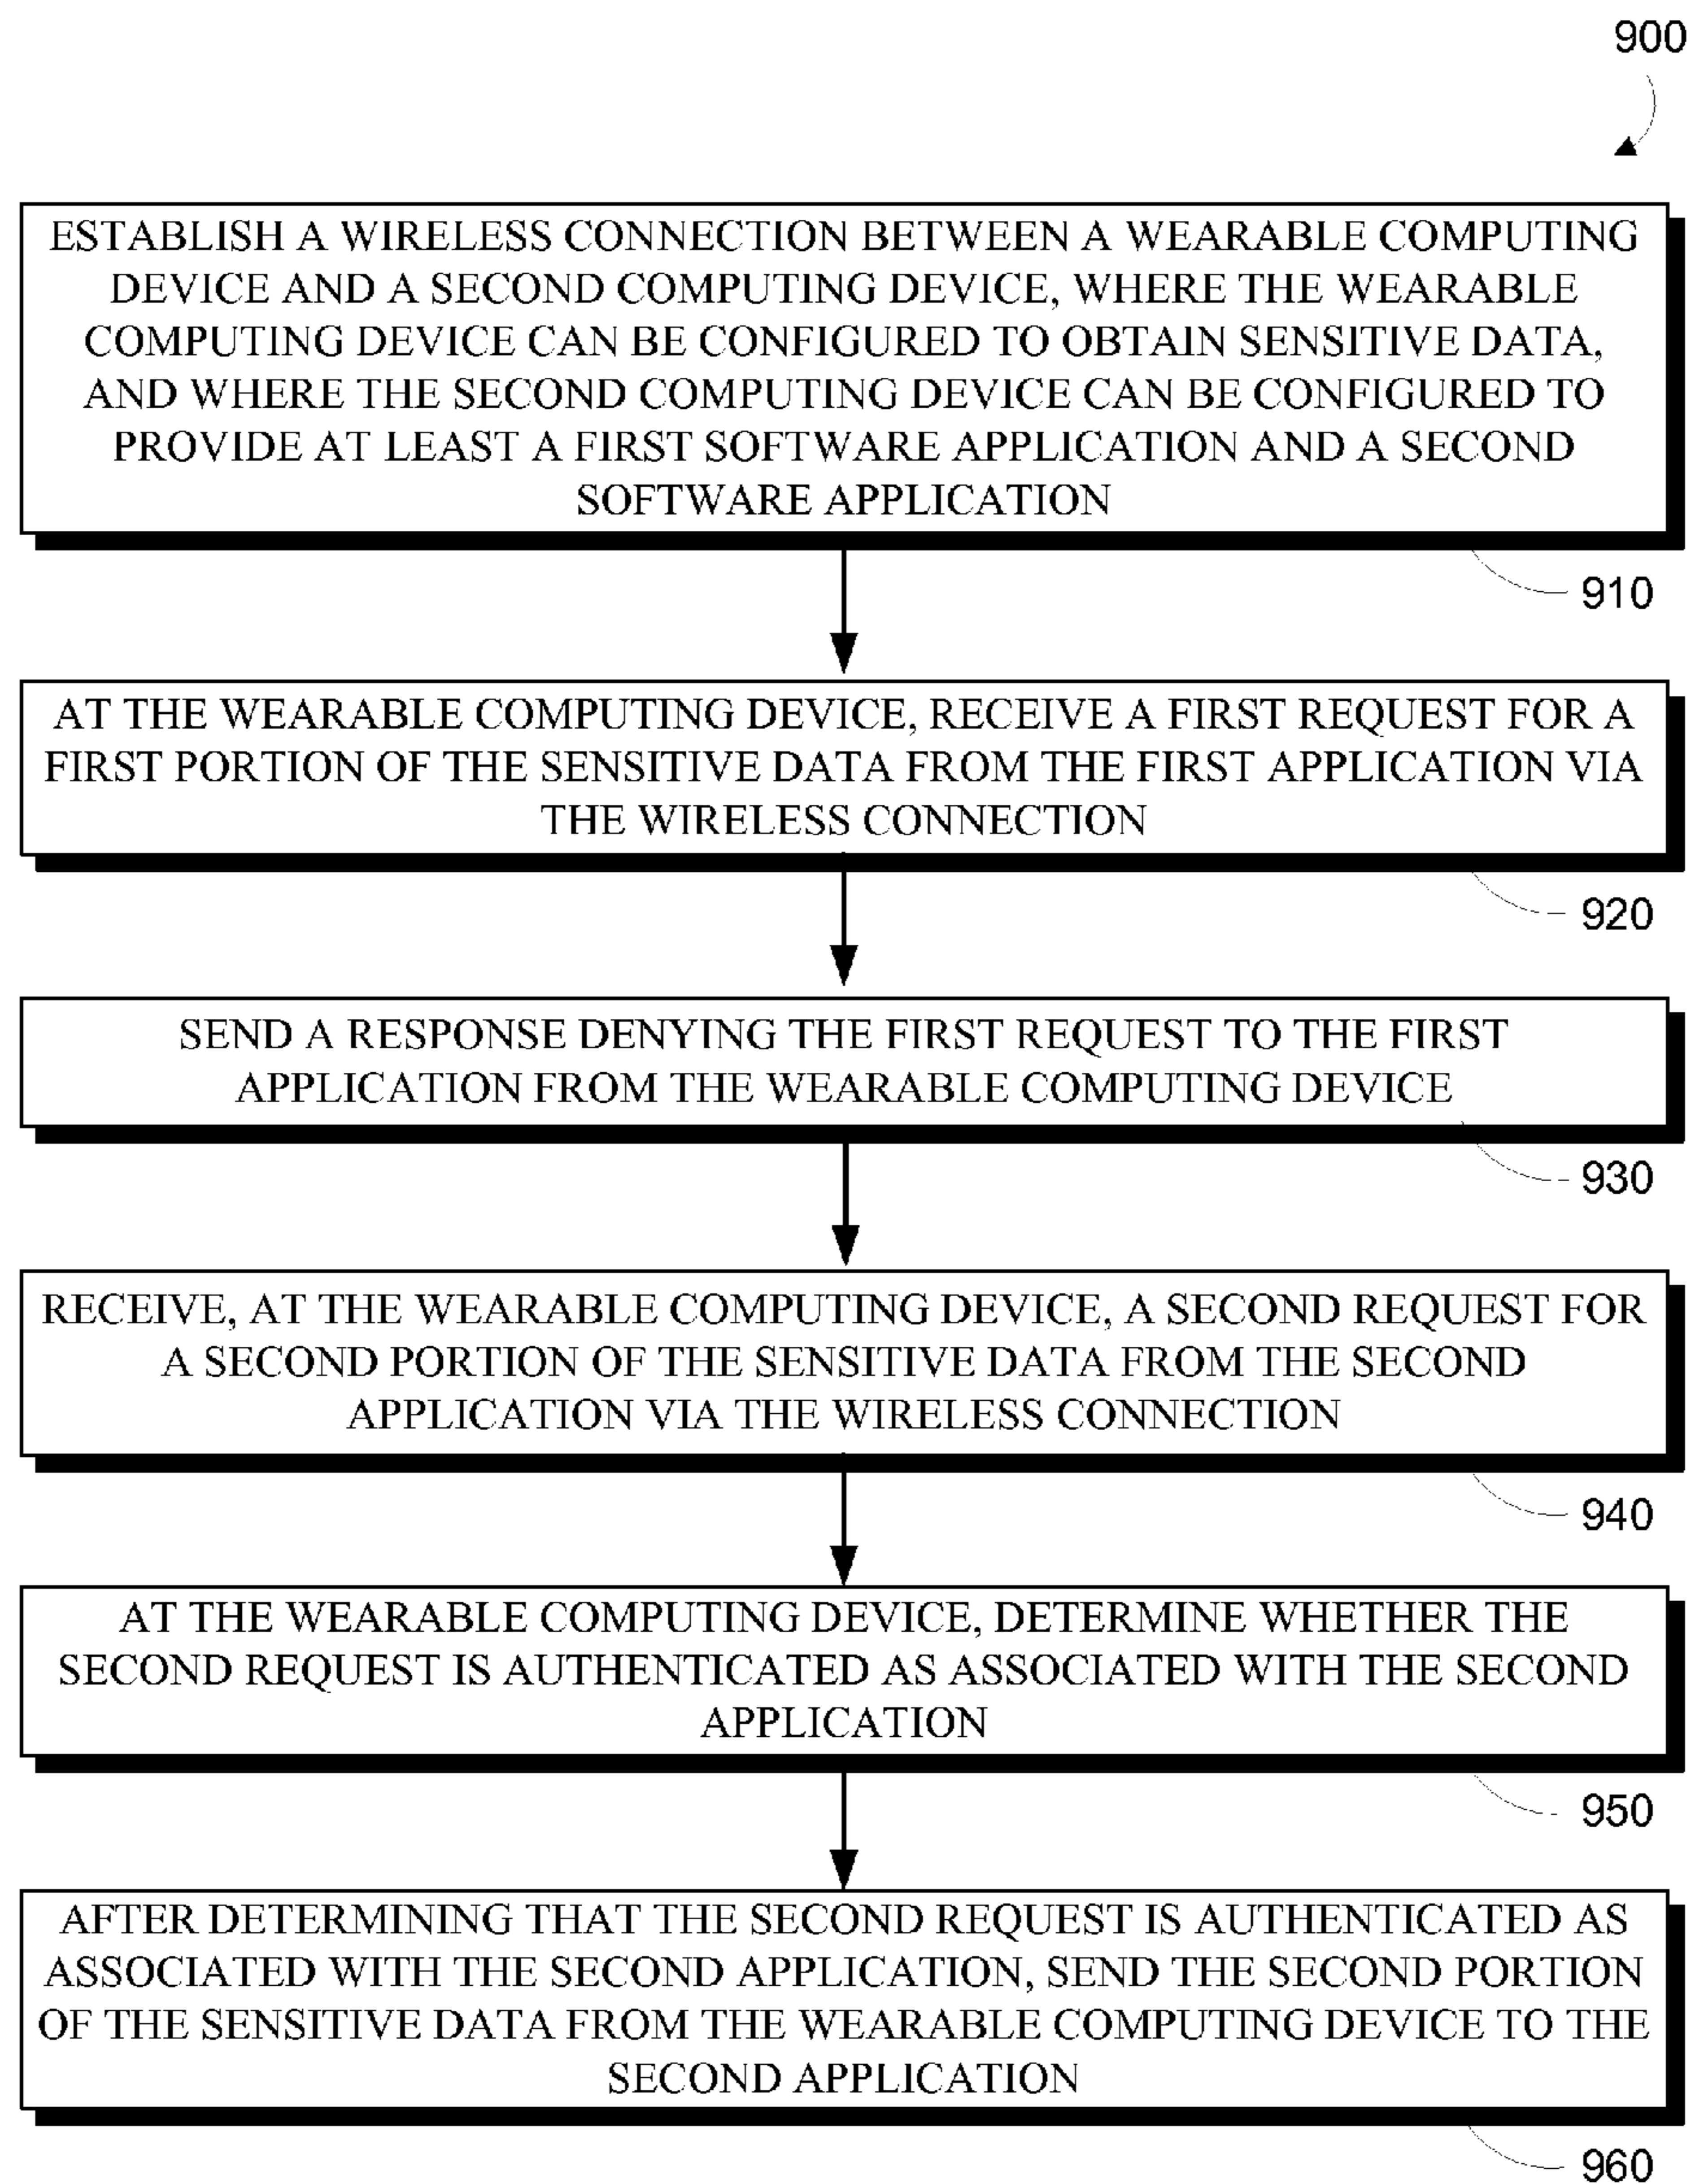 900
ESTABLISH A WIRELESS CONNECTION BETWEEN A WEARABLE COMPUTING
DEVICE AND A SECOND COMPUTING DEVICE, WHERE THE WEARABLE
COMPUTING DEVICE CAN BE CONFIGURED TO OBTAIN SENSITIVE DATA,
AND WHERE THE SECOND COMPUTING DEVICE CAN BE CONFIGURED TO
PROVIDE AT LEAST A FIRST SOFTWARE APPLICATION AND A SECOND
SOFTWARE APPLICATION
910
AT THE WEARABLE COMPUTING DEVICE, RECEIVE A FIRST REQUEST FOR A
FIRST PORTION OF THE SENSITIVE DATA FROM THE FIRST APPLICATION VIA
THE WIRELESS CONNECTION
920
SEND A RESPONSE DENYING THE FIRST REQUEST TO THE FIRST
APPLICATION FROM THE WEARABLE COMPUTING DEVICE
930
RECEIVE, AT THE WEARABLE COMPUTING DEVICE, A SECOND REQUEST FOR
A SECOND PORTION OF THE SENSITIVE DATA FROM THE SECOND
APPLICATION VIA THE WIRELESS CONNECTION
940
AT THE WEARABLE COMPUTING DEVICE, DETERMINE WHETHER THE
SECOND REQUEST IS AUTHENTICATED AS ASSOCIATED WITH THE SECOND
APPLICATION
950
AFTER DETERMINING THAT THE SECOND REQUEST IS AUTHENTICATED AS
ASSOCIATED WITH THE SECOND APPLICATION, SEND THE SECOND PORTION
OF THE SENSITIVE DATA FROM THE WEARABLE COMPUTING DEVICE TO THE
SECOND APPLICATION
960